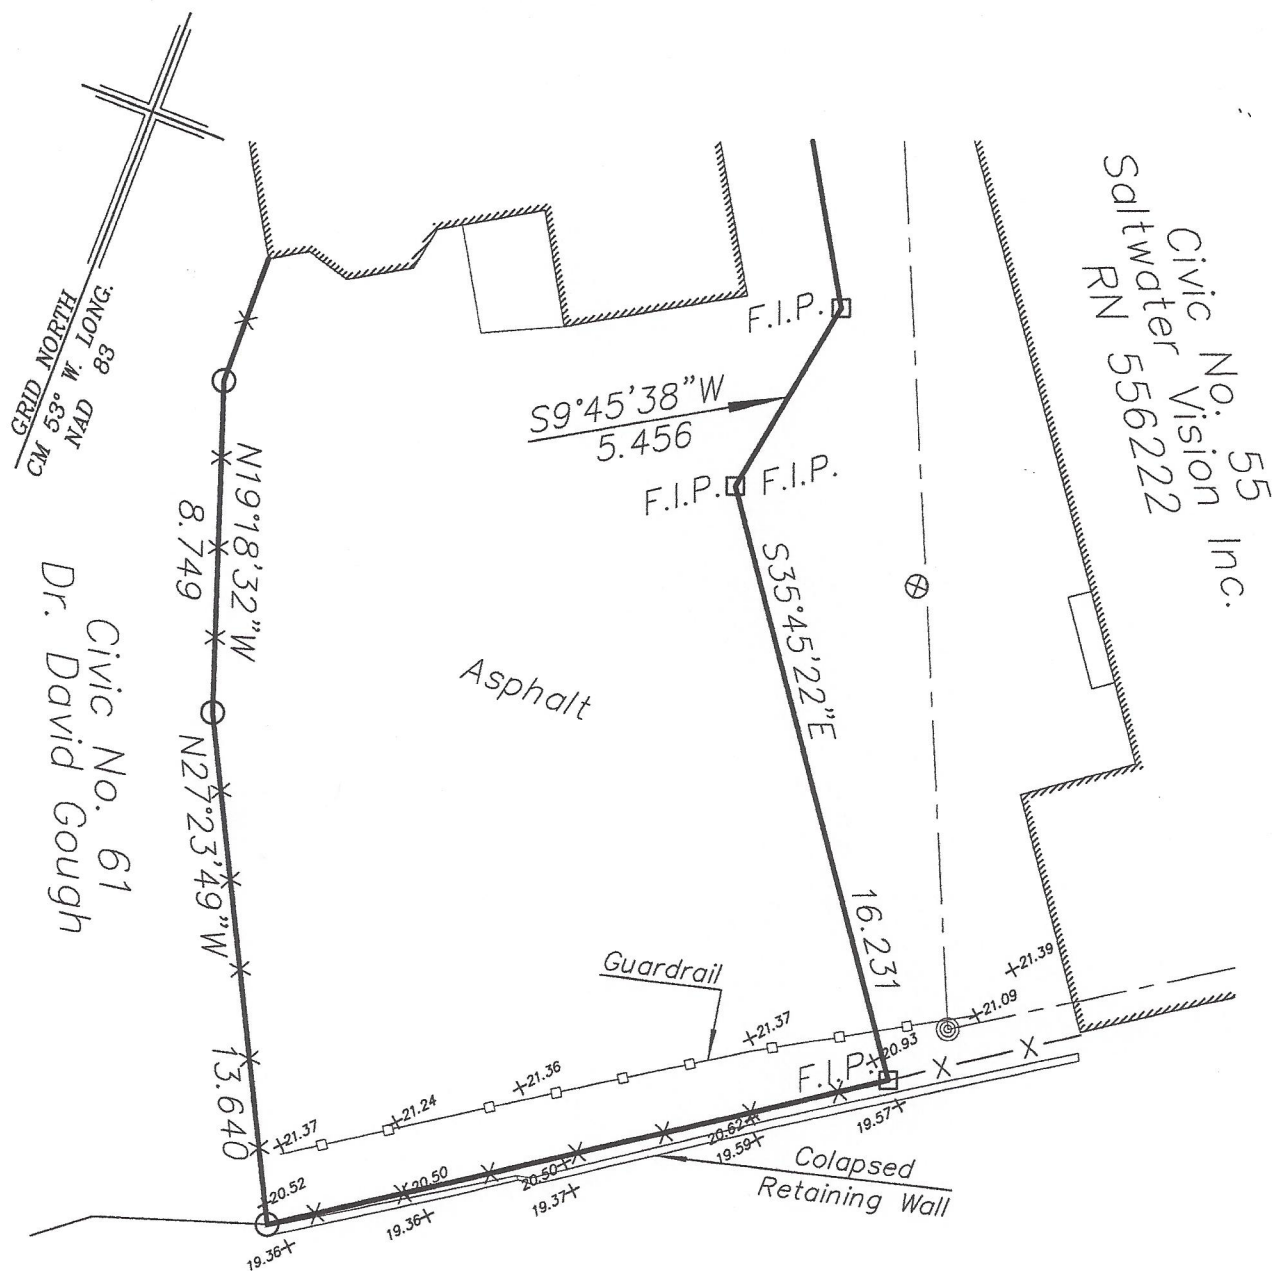 GRID NORTH
CM 53° W. LONG.
NAD 83
Civic No. 55
Saltwater Vision Inc.
RN 556222
F.I.P.
S9°45'38"W
5.456
F.I.P.
F.I.P.
N19°18'32"W
8.749
S35°45'22"E
16.231
Asphalt
Civic No. 61
Dr. David Gough
N27°23'49"W
13.640
Guardrail
21.39
21.09
21.37
20.93
F.I.P.
21.36
21.24
21.37
19.57
20.62
19.59
20.50
19.37
20.50
19.36
20.52
19.36
Colapsed
Retaining Wall